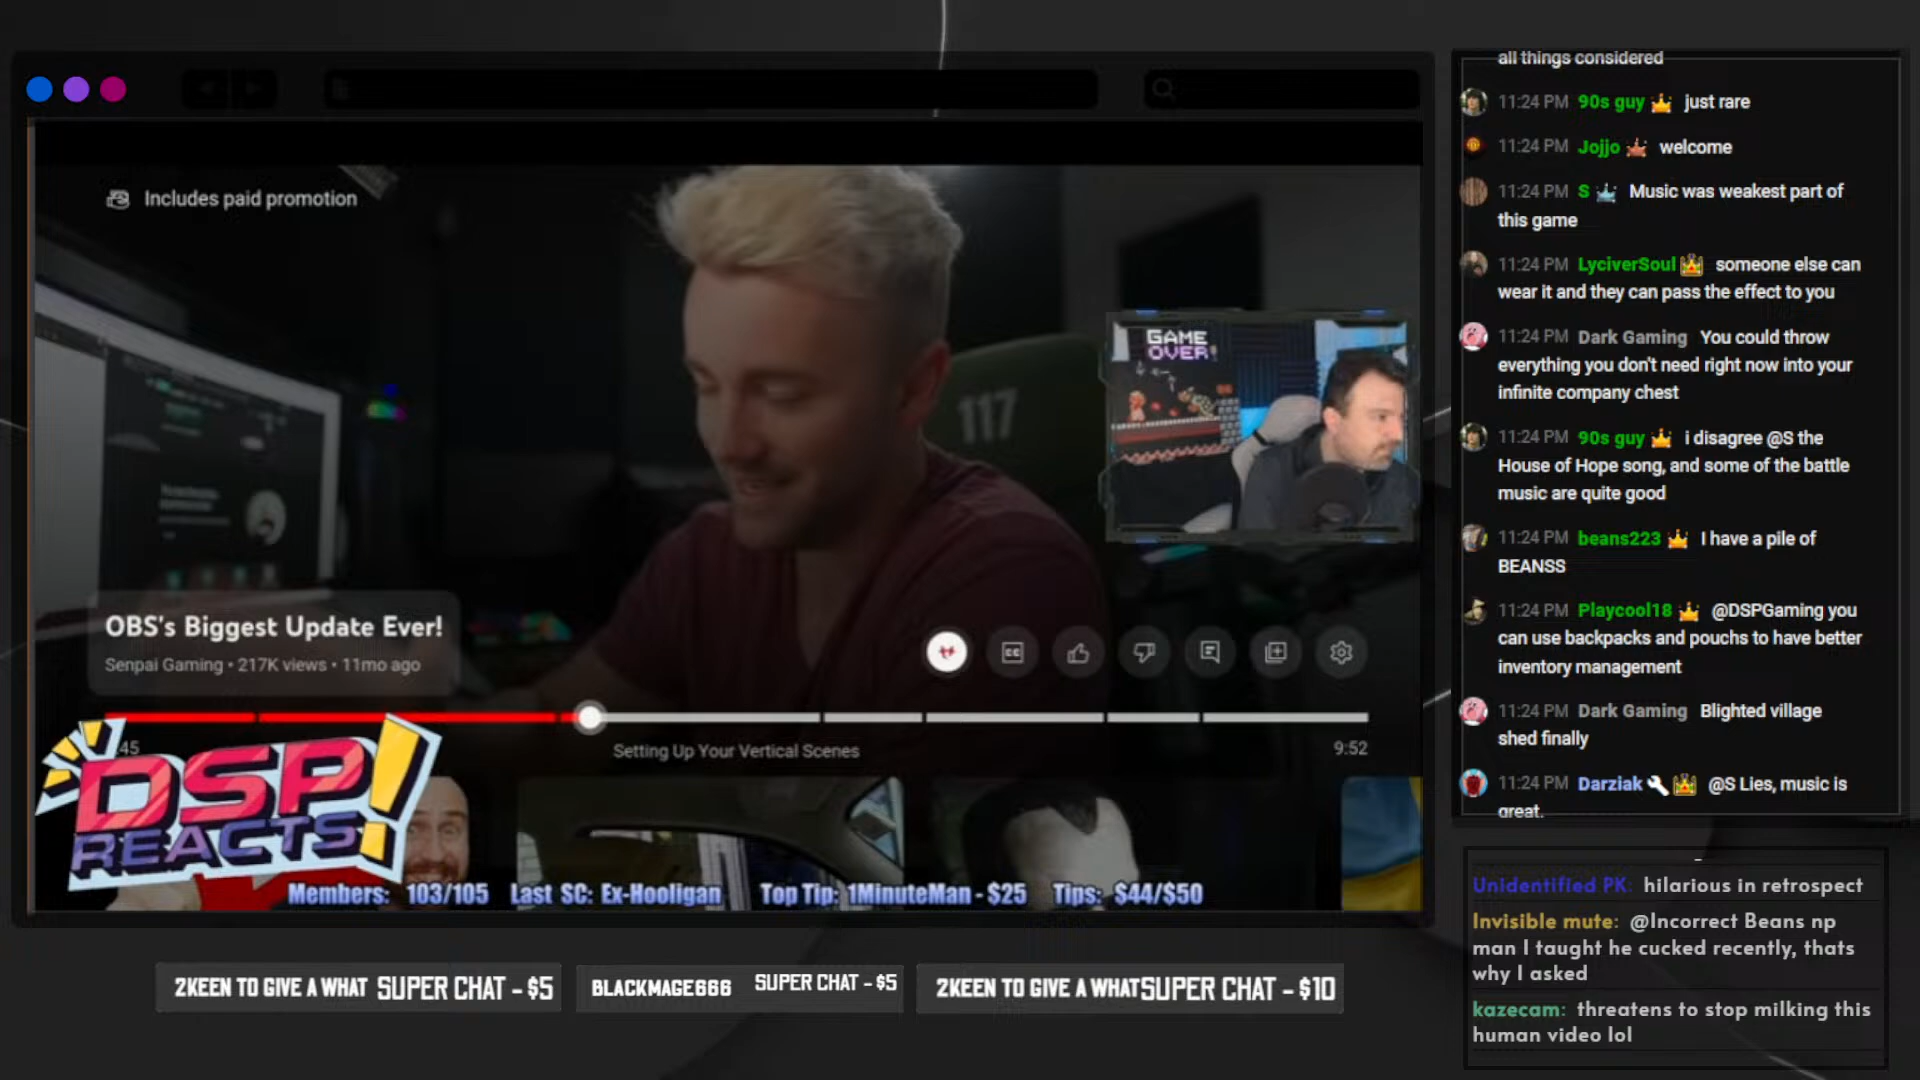 Includes paid promotion
117
GAME
OVER!
OBS's Biggest Update Ever!
Senpai Gaming • 217K views • 11mo ago
CC
45
Setting Up Your Vertical Scenes
9:52
DSP!
REACTS
Members: 103/105 Last SC: Ex-Hooligan Top Tip: 1MinuteMan - $25 Tips: $44/$50
2KEEN TO GIVE A WHAT SUPER CHAT - $5
BLACKMAGE666 SUPER CHAT - $5
2KEEN TO GIVE A WHAT SUPER CHAT - $10
all things considered
11:24 PM 90s guy just rare
11:24 PM Jojjo welcome
11:24 PM S Music was weakest part of
this game
11:24 PM LyciverSoul someone else can
wear it and they can pass the effect to you
11:24 PM Dark Gaming You could throw
everything you don't need right now into your
infinite company chest
11:24 PM 90s guy i disagree @S the
House of Hope song, and some of the battle
music are quite good
11:24 PM beans223 I have a pile of
BEANSS
11:24 PM Playcool18 @DSPGaming you
can use backpacks and pouchs to have better
inventory management
11:24 PM Dark Gaming Blighted village
shed finally
11:24 PM Darziak @S Lies, music is
great.
Unidentified PK: hilarious in retrospect
Invisible mute: @Incorrect Beans np
man I taught he cucked recently, thats
why I asked
kazecam: threatens to stop milking this
human video lol